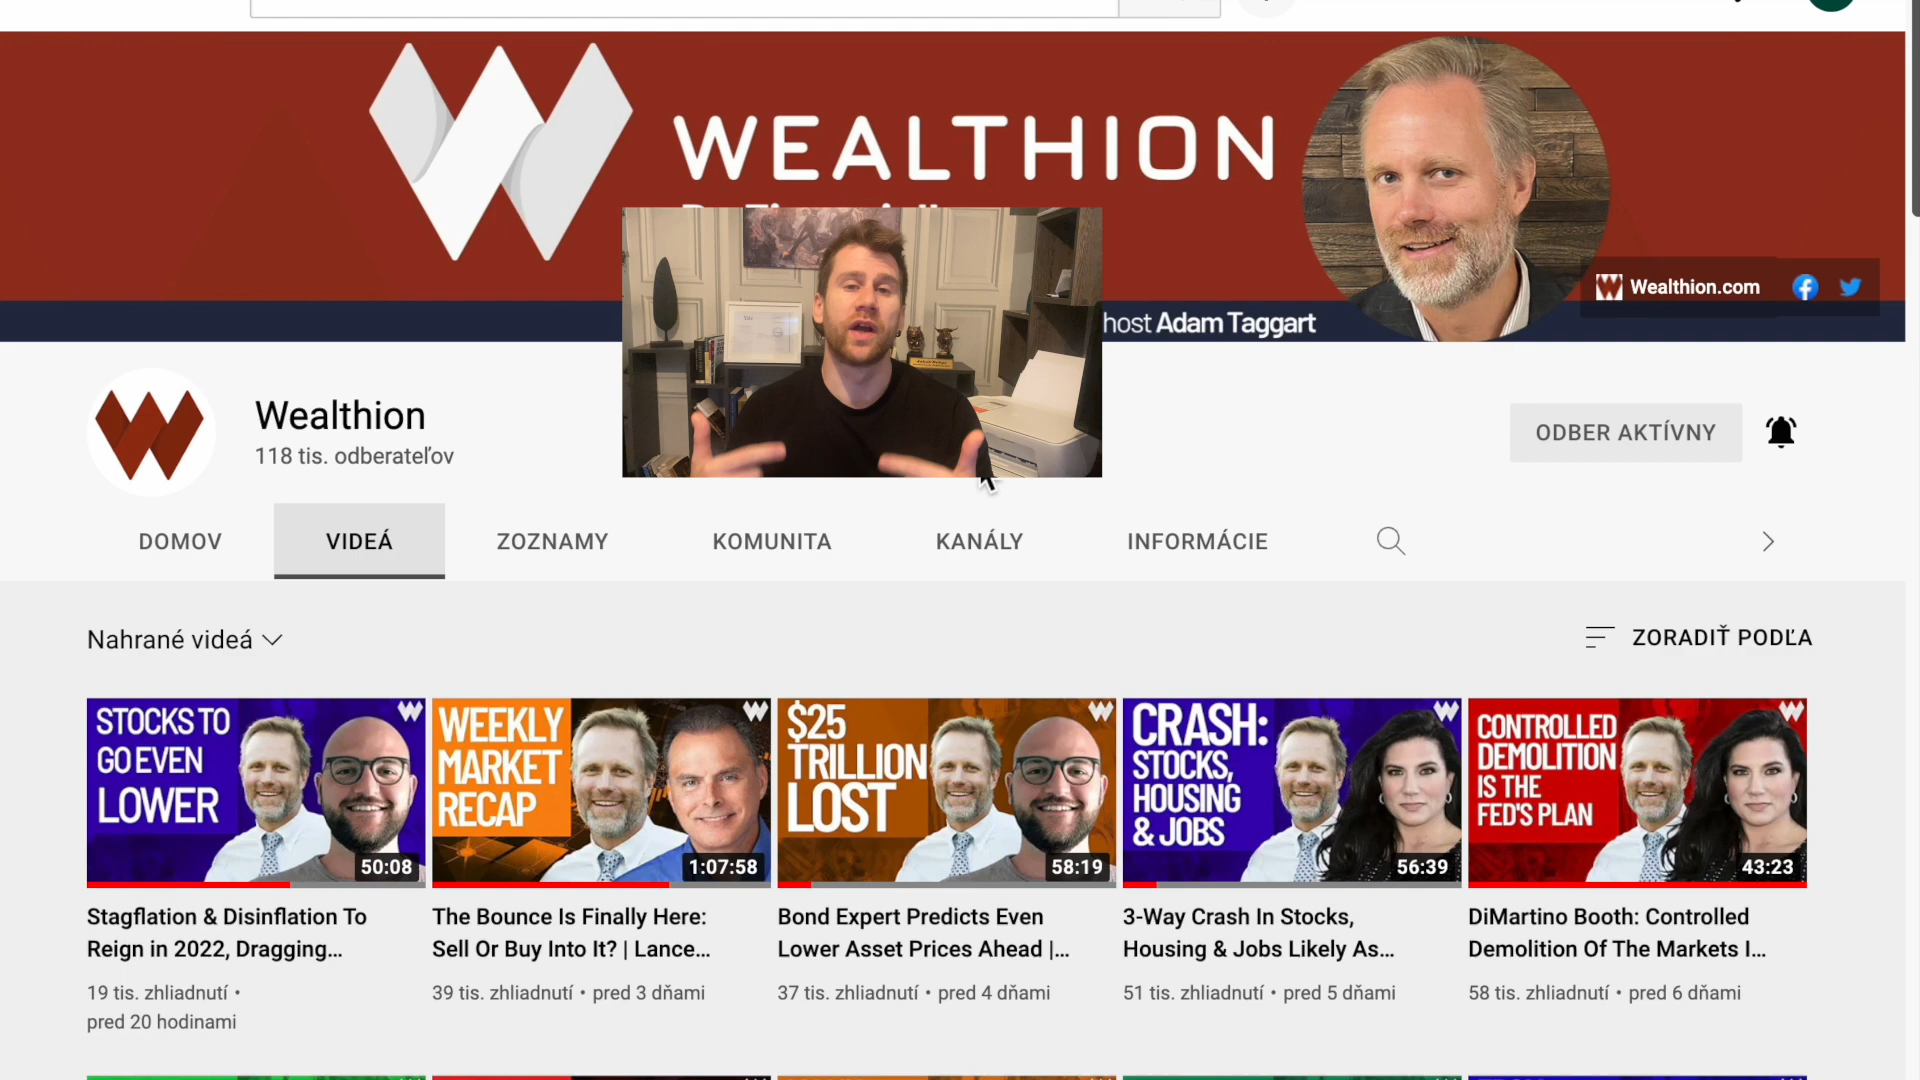 WEALTHION
host Adam Taggart
Wealthion.com
Wealthion
118 tis. odberateľov
ODBER AKTÍVNY
DOMOV
VIDEÁ
ZOZNAMY
KOMUNITA
KANÁLY
INFORMÁCIE
Nahrané videá
ZORADIŤ PODĽA
STOCKS TO
GO EVEN
LOWER
50:08
WEEKLY
MARKET
RECAP
1:07:58
$25
TRILLION
LOST
58:19
CRASH:
STOCKS,
HOUSING
& JOBS
56:39
CONTROLLED
DEMOLITION
IS THE
FED'S PLAN
43:23
Stagflation & Disinflation To
Reign in 2022, Dragging...
19 tis. zhliadnutí •
pred 20 hodinami
The Bounce Is Finally Here:
Sell Or Buy Into It? | Lance...
39 tis. zhliadnutí • pred 3 dňami
Bond Expert Predicts Even
Lower Asset Prices Ahead |...
37 tis. zhliadnutí • pred 4 dňami
3-Way Crash In Stocks,
Housing & Jobs Likely As...
51 tis. zhliadnutí • pred 5 dňami
DiMartino Booth: Controlled
Demolition Of The Markets I...
58 tis. zhliadnutí • pred 6 dňami